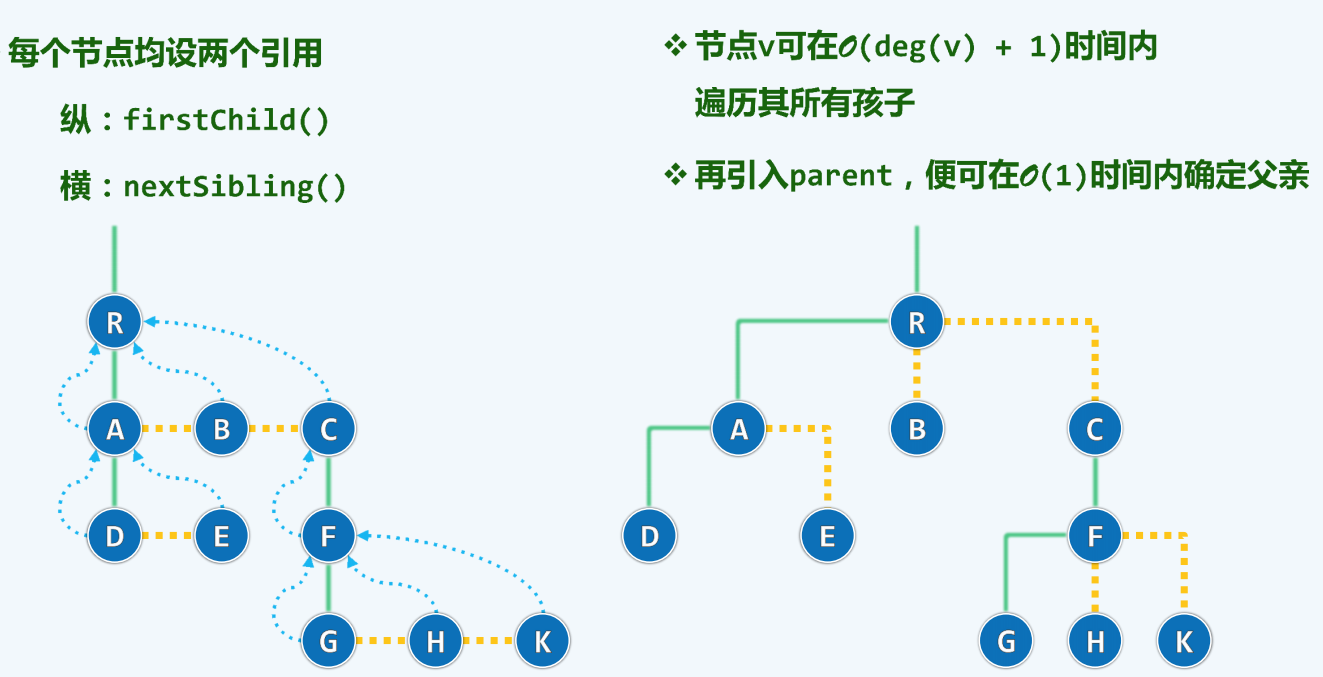 每个节点均设两个引用
纵：firstChild()
横：nextSibling()
❖ 节点v可在O(deg(v) + 1)时间内
遍历其所有孩子
❖ 再引入parent，便可在O(1)时间内确定父亲
R
A B C
D E F
G H K
R
A B C
D E F
G H K